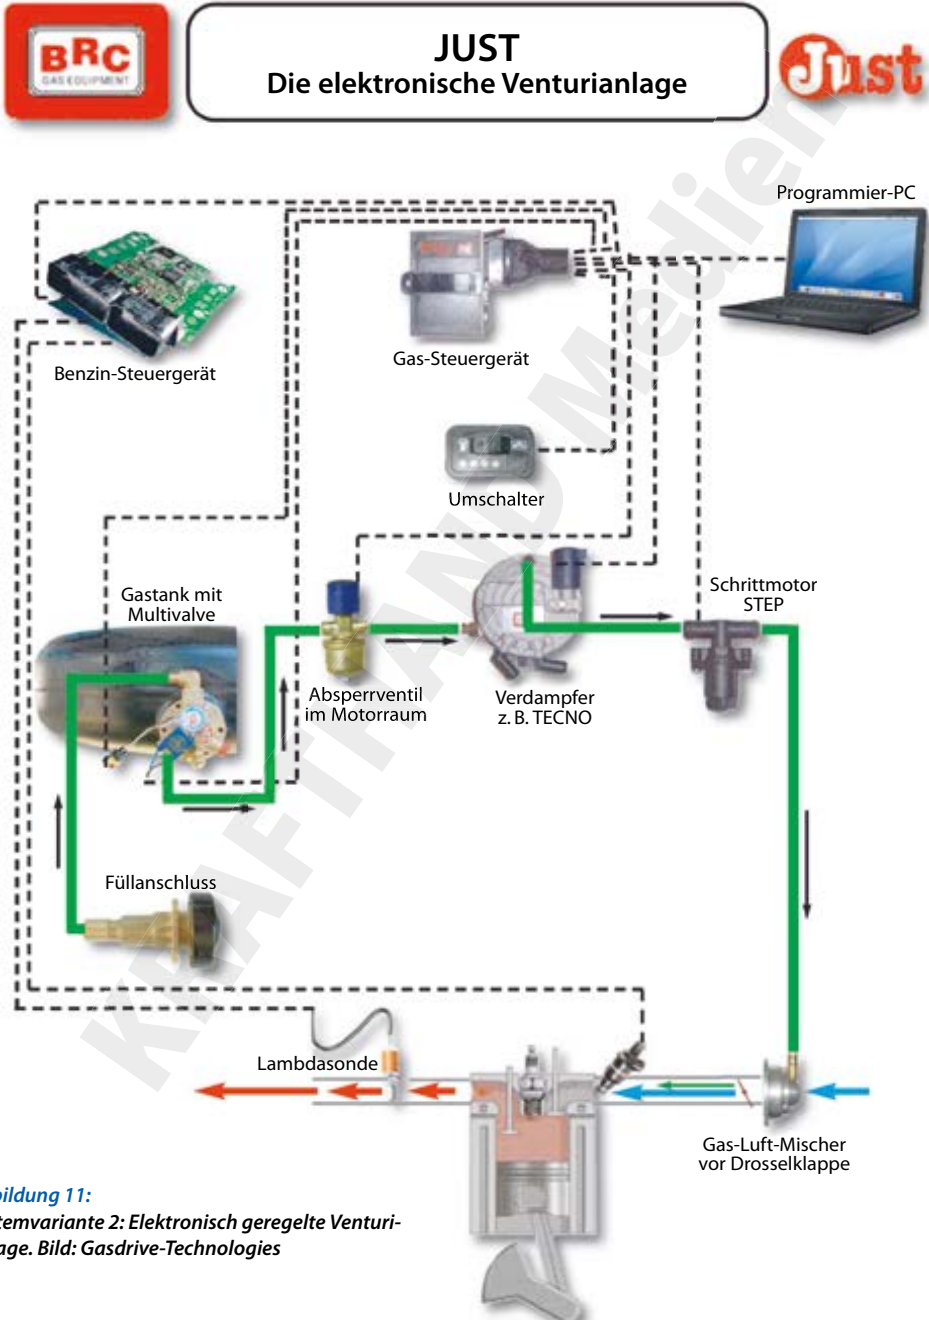 BRC
GAS EQUIPMENT
JUST
Die elektronische Venturianlage
Just
Programmier-PC
Benzin-Steuergerät
Gas-Steuergerät
Umschalter
Gastank mit
Multivalve
Schrittmotor
STEP
Absperrventil
im Motorraum
Verdampfer
z. B. TECNO
Füllanschluss
Lambdasonde
Gas-Luft-Mischer
vor Drosselklappe
KRAFTHAND Medien
bildung 11:
temvariante 2: Elektronisch geregelte Venturi-
age. Bild: Gasdrive-Technologies